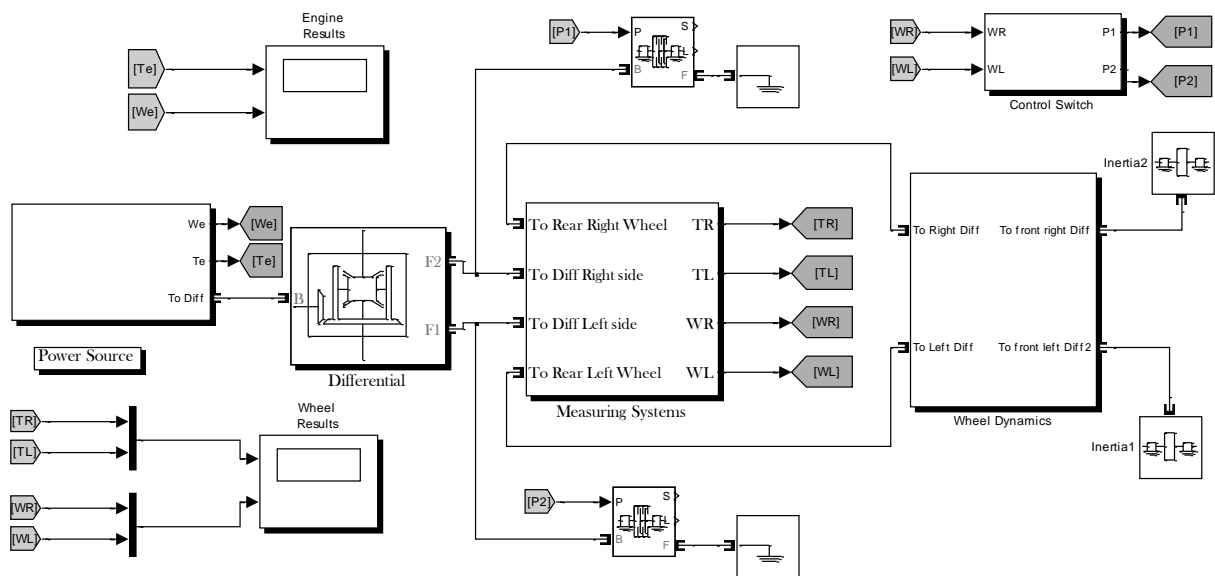 Engine
Results
[Te]
[We]
[P1]
P
S
L
B
F
[WR]
[WL]
WR
WL
P1
P2
[P1]
[P2]
Control Switch
We
Te
To Diff
[We]
[Te]
Power Source
B
F2
F1
Differential
To Rear Right Wheel
To Diff Right side
To Diff Left side
To Rear Left Wheel
TR
TL
WR
WL
Measuring Systems
[TR]
[TL]
[WR]
[WL]
To Right Diff
To Left Diff
To front right Diff
To front left Diff2
Wheel Dynamics
Inertia2
Inertia1
[TR]
[TL]
[WR]
[WL]
Wheel
Results
[P2]
P
S
L
B
F